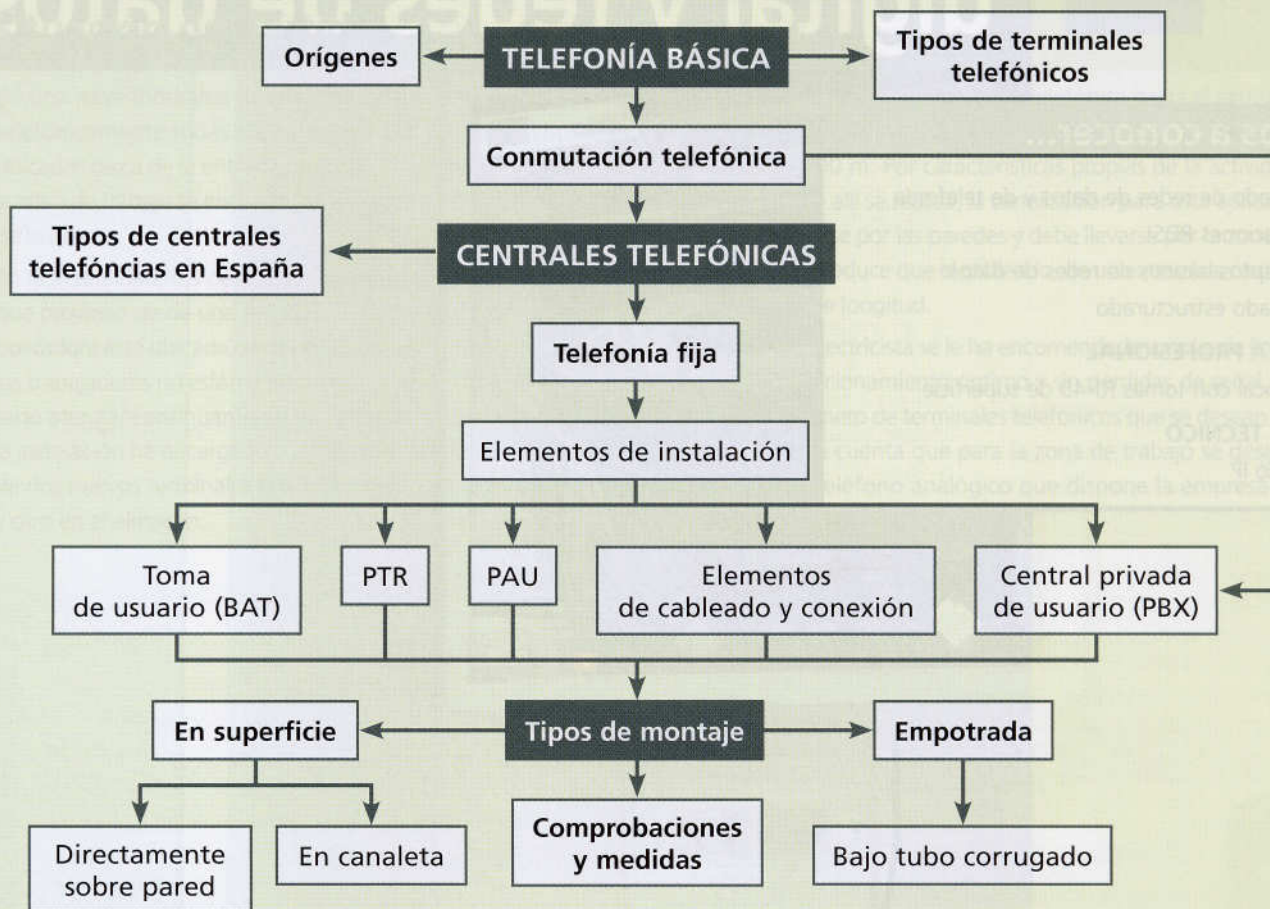 Orígenes
TELEFONÍA BÁSICA
Tipos de terminales
telefónicos
Conmutación telefónica
Tipos de centrales
telefóncias en España
CENTRALES TELEFÓNICAS
Telefonía fija
Elementos de instalación
Toma
de usuario (BAT)
PTR
PAU
Elementos
de cableado y conexión
Central privada
de usuario (PBX)
En superficie
Tipos de montaje
Empotrada
Directamente
sobre pared
En canaleta
Comprobaciones
y medidas
Bajo tubo corrugado